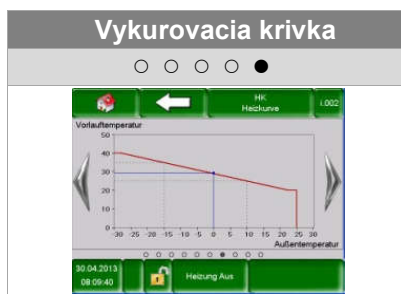 Vykurovacia krivka
HK
Heizkurve
i.002
Vorlauftemperatur
50
40
30
20
10
0
-30 -25 -20 -15 -10 -5 0 5 10 15 20 25 30
Außentemperatur
30.04.2013
08:09:40
Heizung Aus